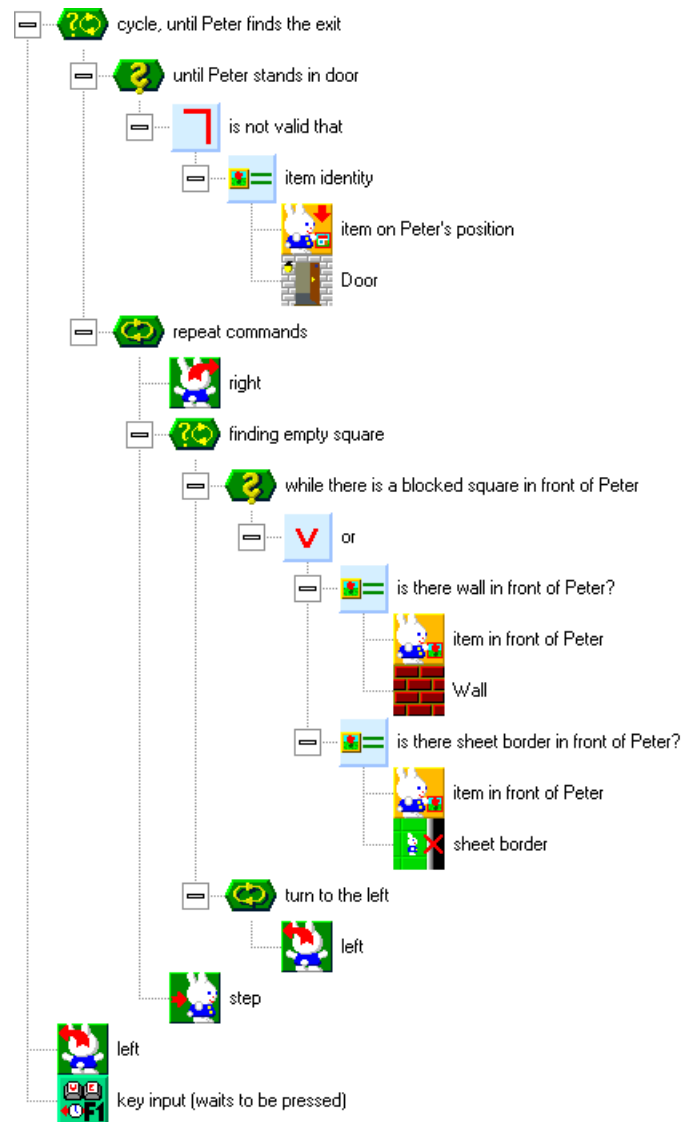 cycle, until Peter finds the exit
until Peter stands in door
is not valid that
item identity
item on Peter's position
Door
repeat commands
right
finding empty square
while there is a blocked square in front of Peter
or
is there wall in front of Peter?
item in front of Peter
Wall
is there sheet border in front of Peter?
item in front of Peter
sheet border
turn to the left
left
step
left
F1
key input (waits to be pressed)